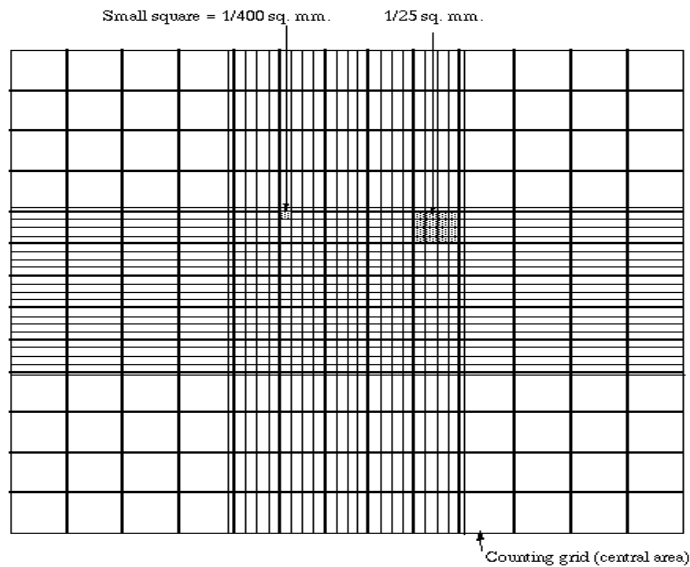 Small square = 1/400 sq. mm.
1/25 sq. mm.
Counting grid (central area)